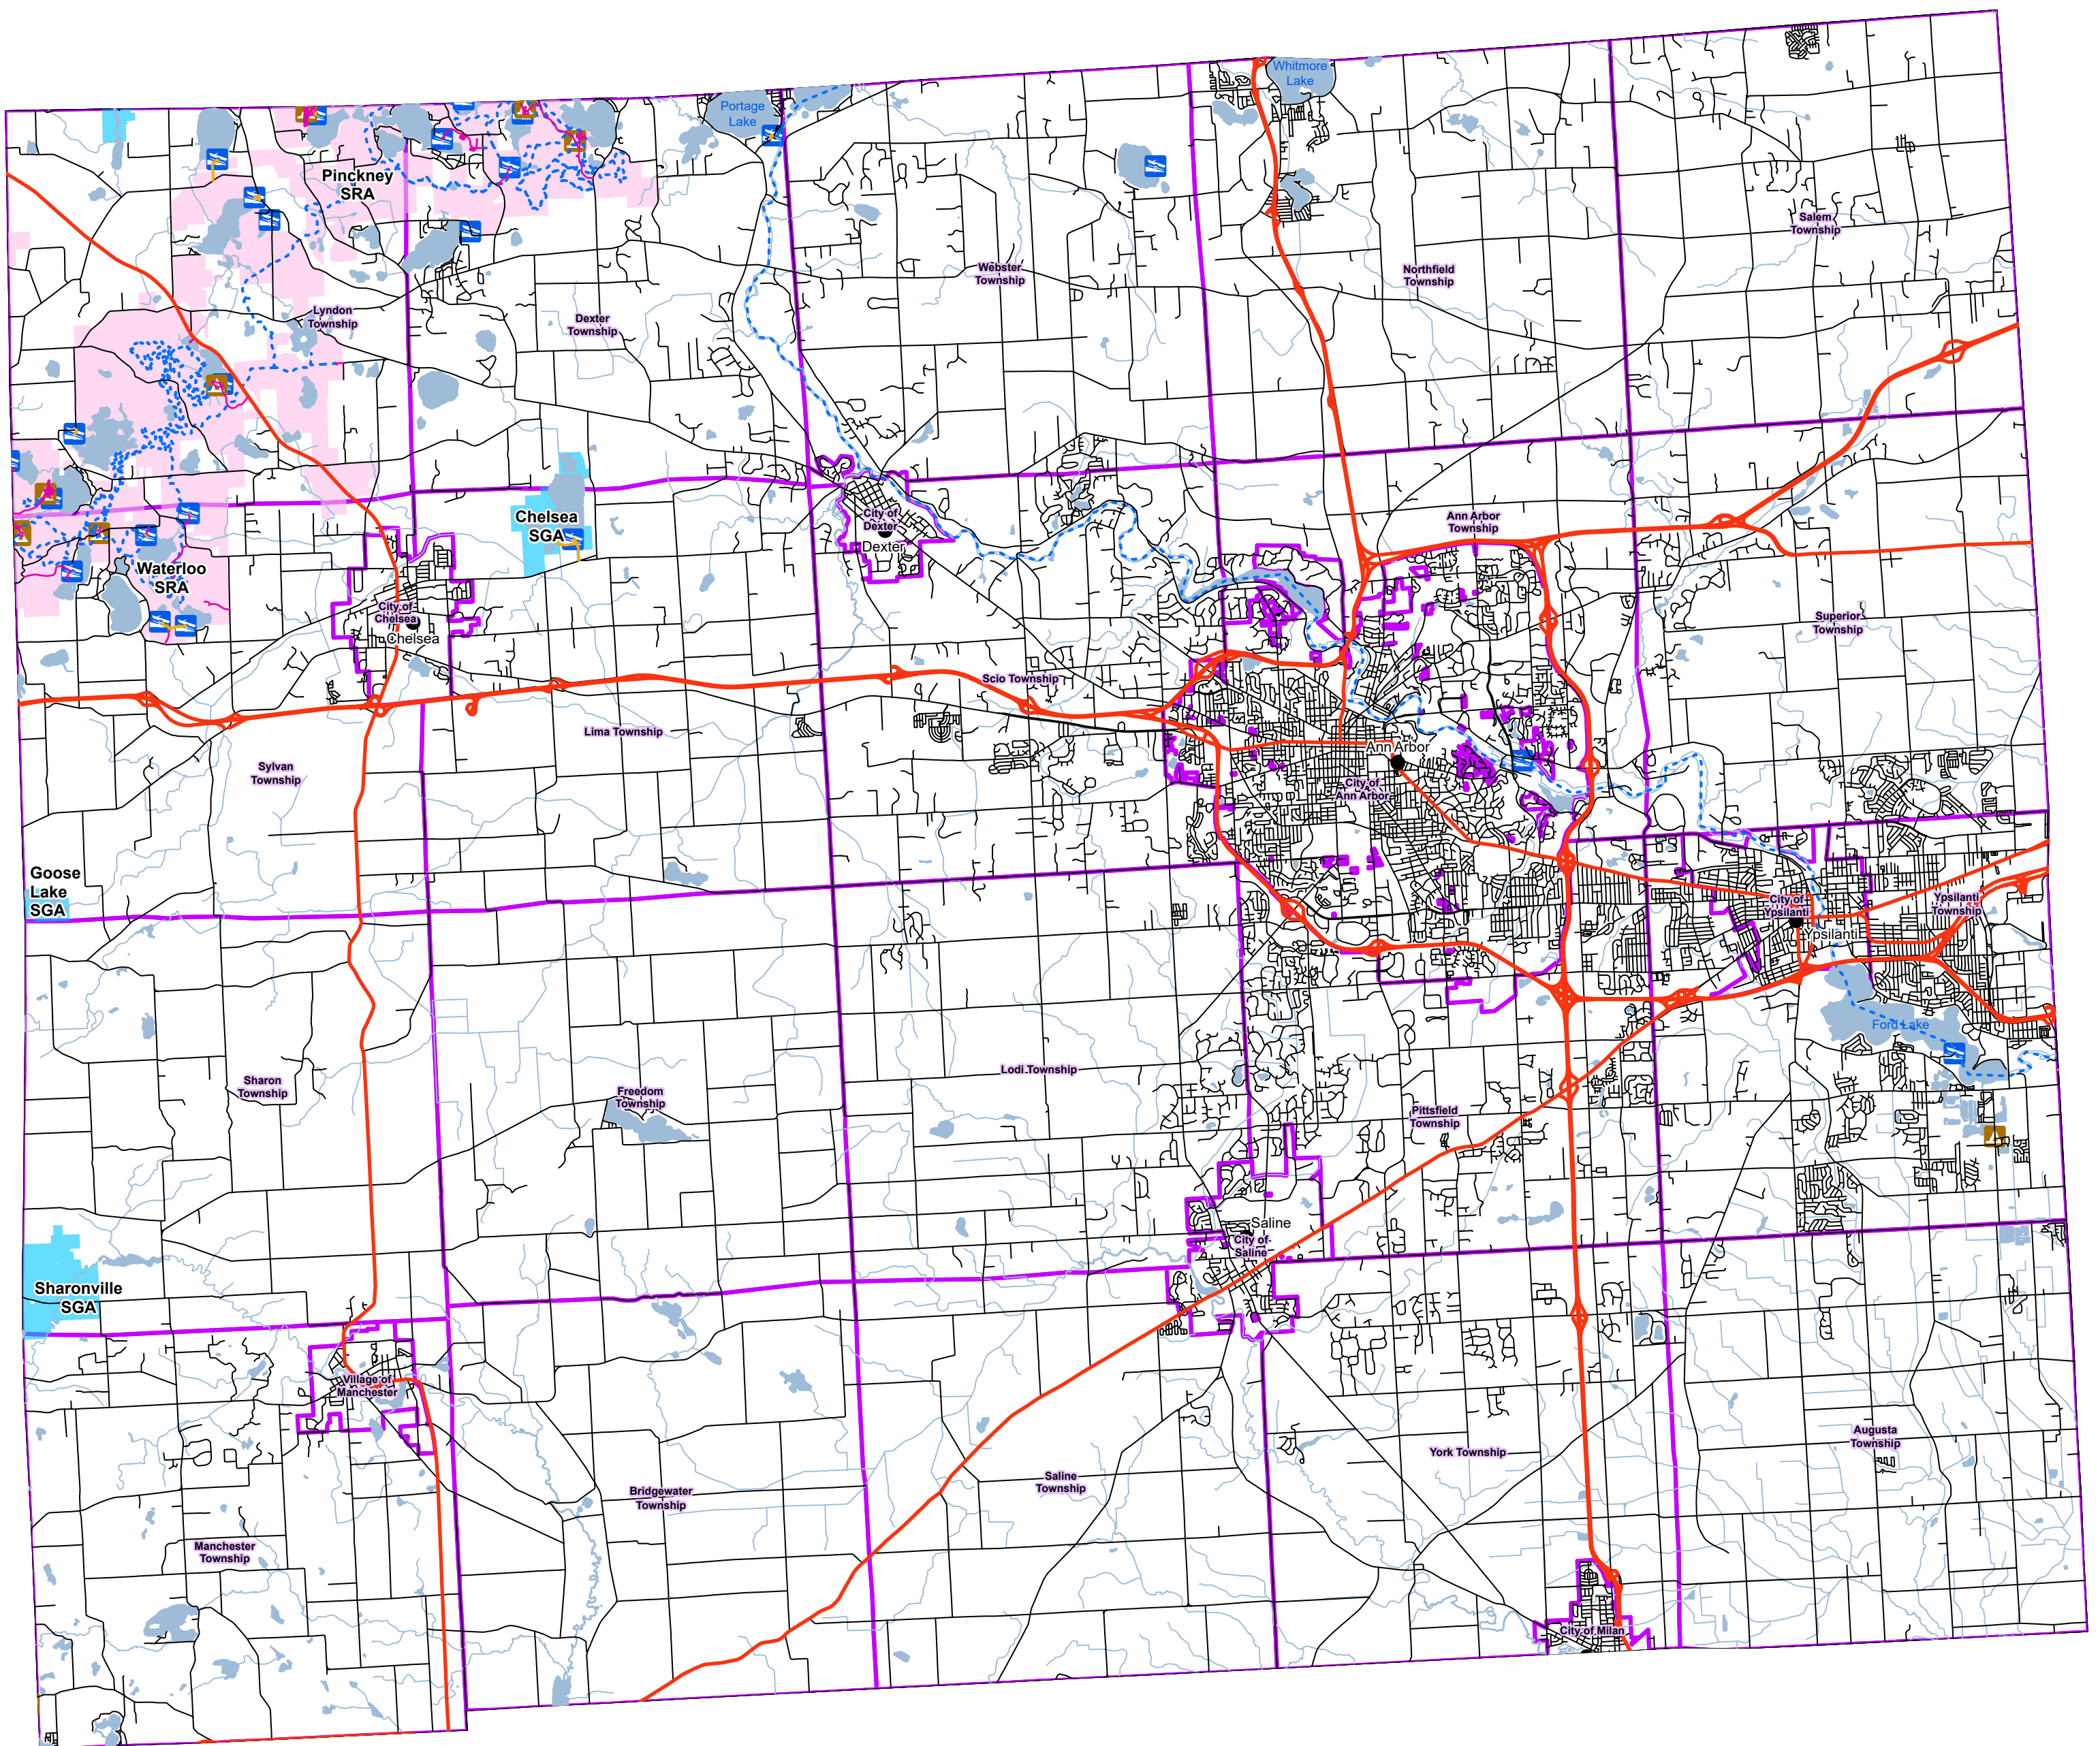 Whitmore
Lake
Portage
Lake
Pinckney
SRA
Salem
Township
Webster
Township
Northfield
Township
Lyndon
Township
Dexter
Township
Chelsea
SGA
City of
Dexter
Dexter
Ann Arbor
Township
Waterloo
SRA
City of
Chelsea
Chelsea
Superior
Township
Scio Township
Lima Township
Sylvan
Township
Ann Arbor
City of
Ann Arbor
Goose
Lake
SGA
City of
Ypsilanti
Ypsilanti
Township
Ypsilanti
Ford Lake
Sharon
Township
Freedom
Township
Lodi Township
Pittsfield
Township
Saline
City of
Saline
Sharonville
SGA
Village of
Manchester
Bridgewater
Township
Saline
Township
York Township
Augusta
Township
Manchester
Township
City of Milan